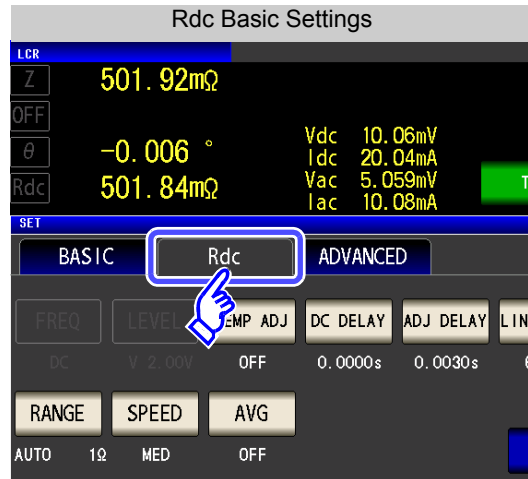 Rdc Basic Settings
LCR
Z 501.92mΩ
OFF
θ -0.006 °
Rdc 501.84mΩ
Vdc 10.06mV
Idc 20.04mA
Vac 5.059mV
Iac 10.08mA
T
SET
BASIC Rdc ADVANCED
FREQ LEVEL EMP ADJ DC DELAY ADJ DELAY LIN
DC V 2.00V OFF 0.0000s 0.0030s
RANGE SPEED AVG
AUTO 1Ω MED OFF